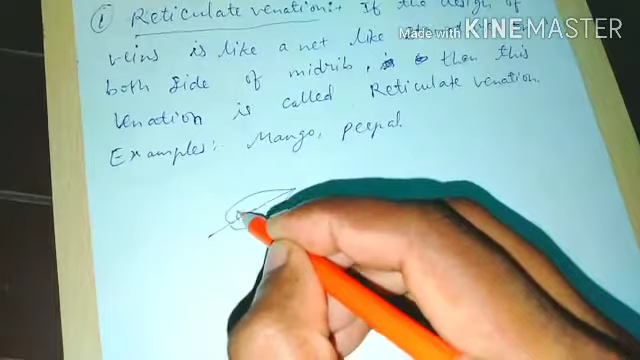 Made with KINEMASTER
① Reticulate venation:- If the design of
veins is like a net like
both side of midrib, than this
venation is called Reticulate venation.
Examples:- Mango, peepal